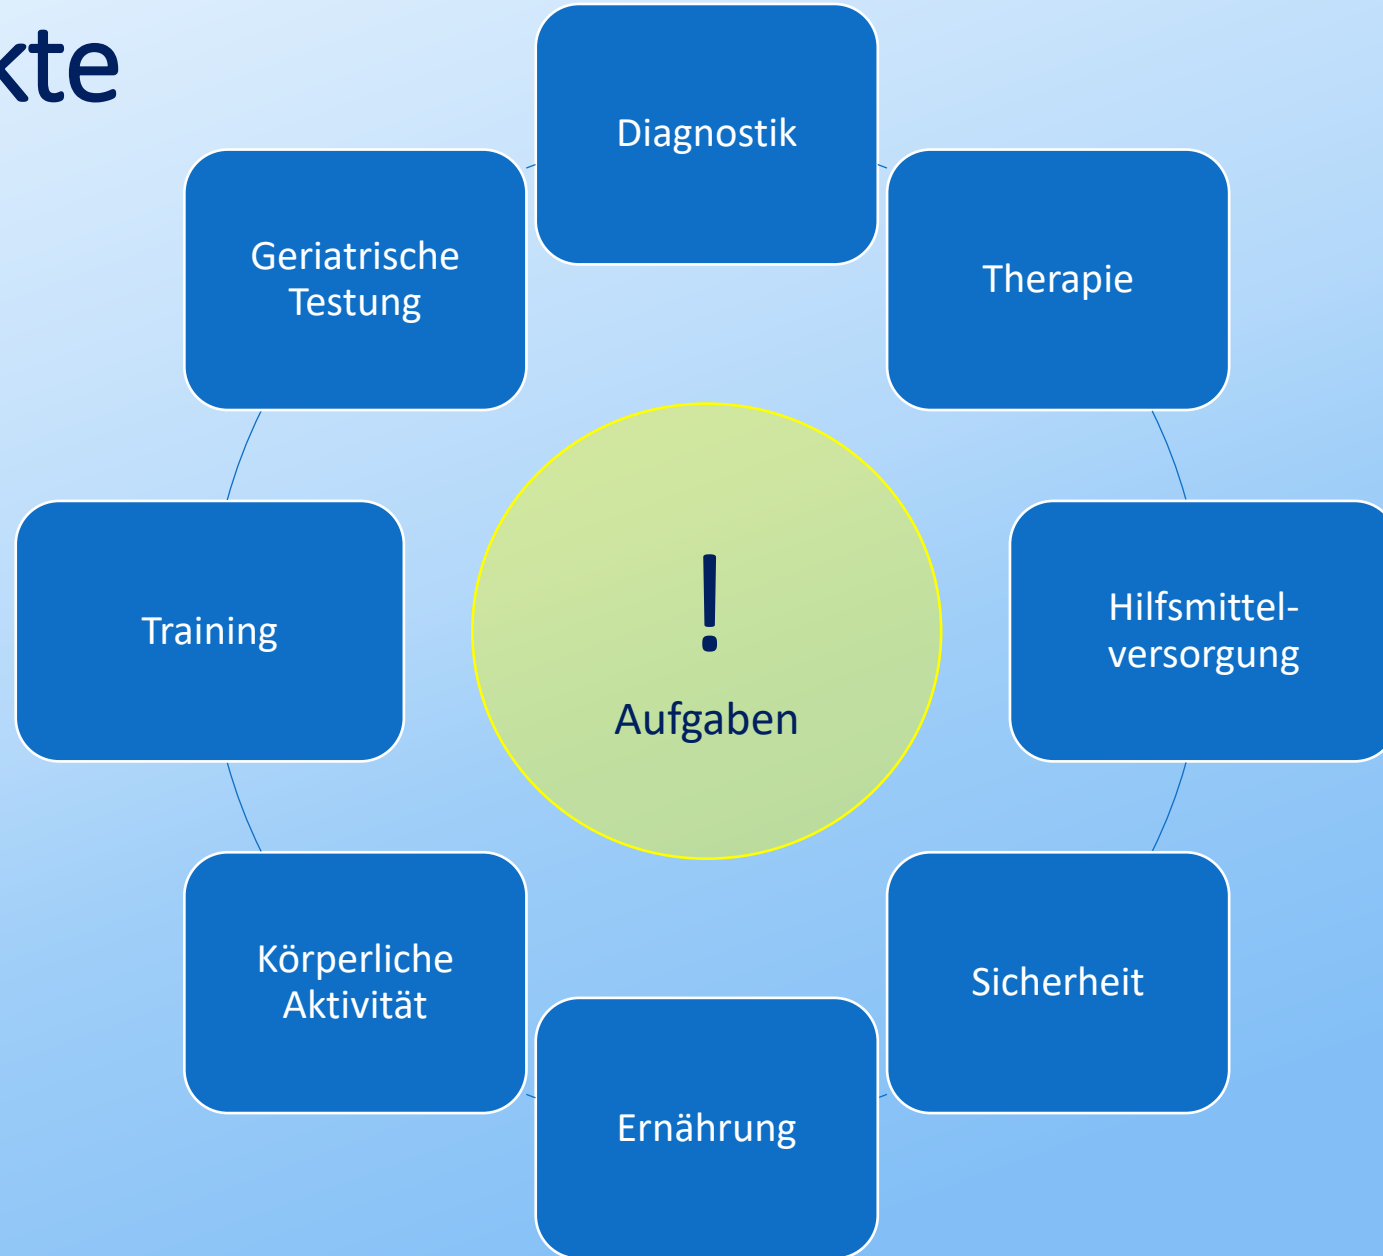 kte
Diagnostik
Geriatrische
Testung
Therapie
Training
!
Aufgaben
Hilfsmittel-
versorgung
Körperliche
Aktivität
Sicherheit
Ernährung